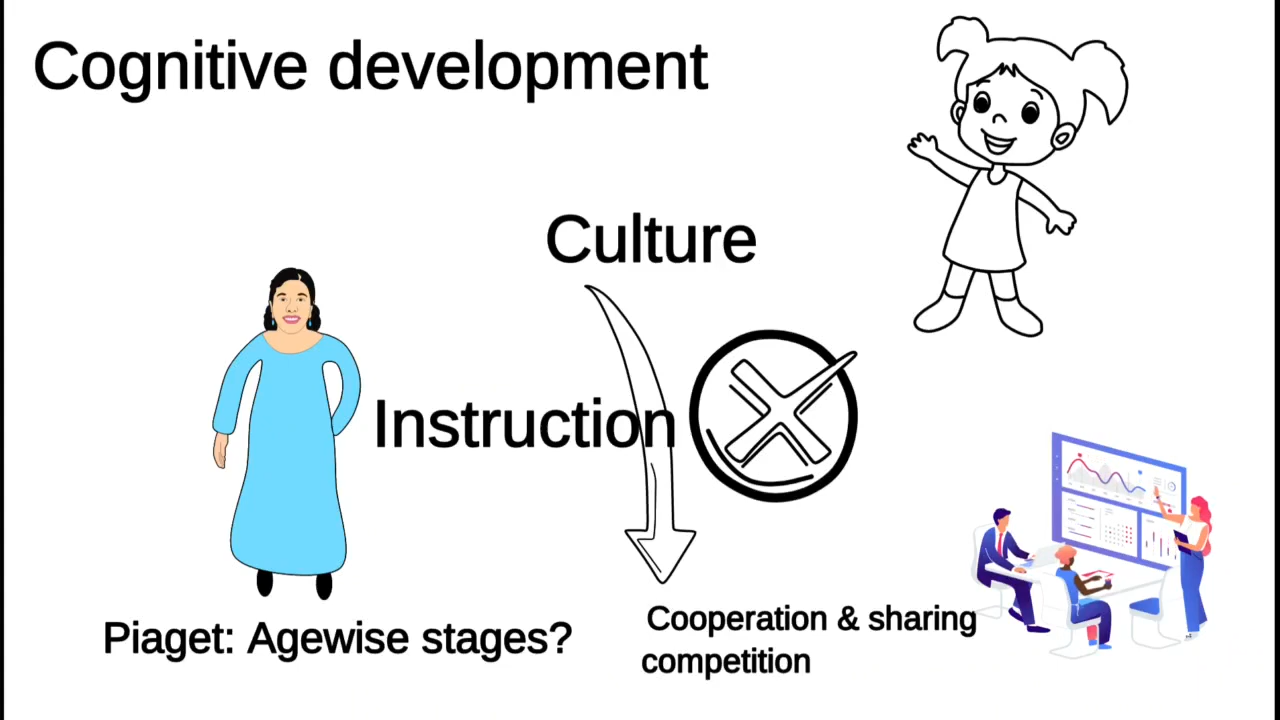 Cognitive development
Culture
Instruction
Piaget: Agewise stages?
Cooperation & sharing
competition